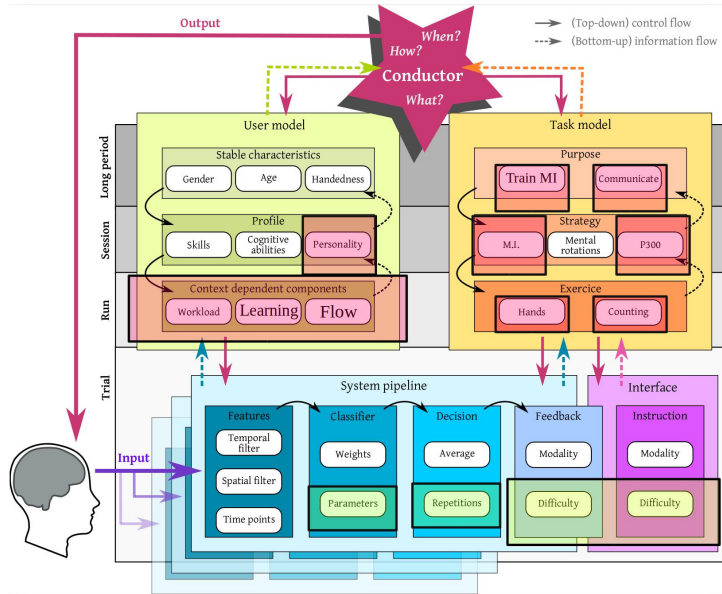 Output
When?
How?
Conductor
What?
(Top-down) control flow
(Bottom-up) information flow
User model
Task model
Long period
Stable characteristics
Gender
Age
Handedness
Purpose
Train MI
Communicate
Session
Profile
Skills
Cognitive
abilities
Personality
Strategy
M.I.
Mental
rotations
P300
Run
Context dependent components
Workload
Learning
Flow
Exercice
Hands
Counting
Trial
System pipeline
Interface
Features
Classifier
Decision
Feedback
Instruction
Temporal
filter
Weights
Average
Modality
Modality
Input
Spatial filter
Parameters
Repetitions
Difficulty
Difficulty
Time points